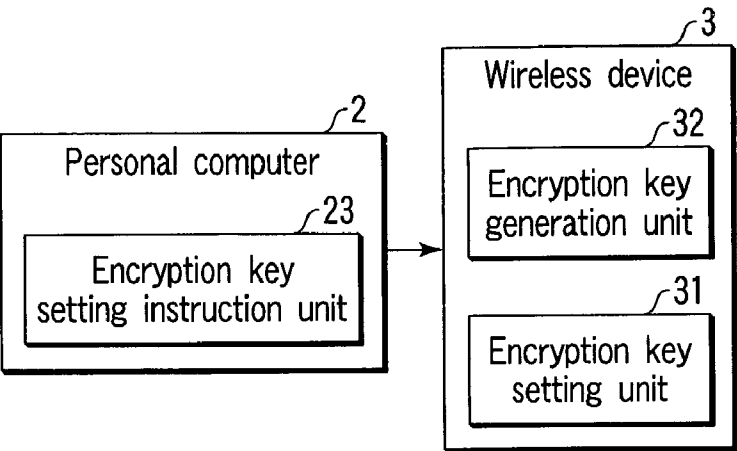 2
Personal computer
23
Encryption key
setting instruction unit
3
Wireless device
32
Encryption key
generation unit
31
Encryption key
setting unit